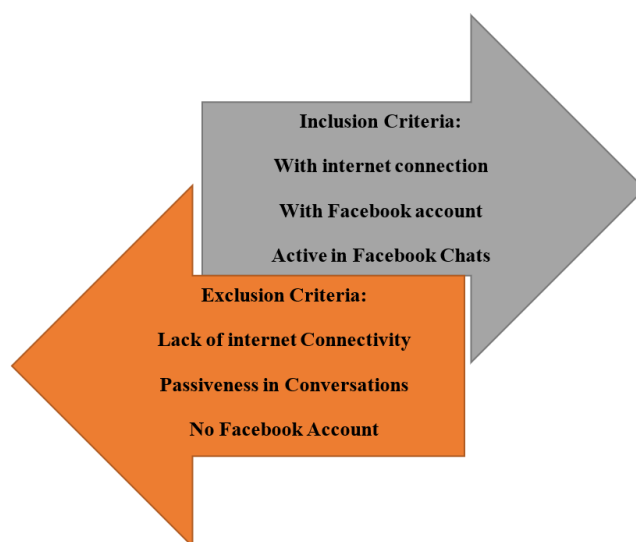 Inclusion Criteria:
With internet connection
With Facebook account
Active in Facebook Chats
Exclusion Criteria:
Lack of internet Connectivity
Passiveness in Conversations
No Facebook Account